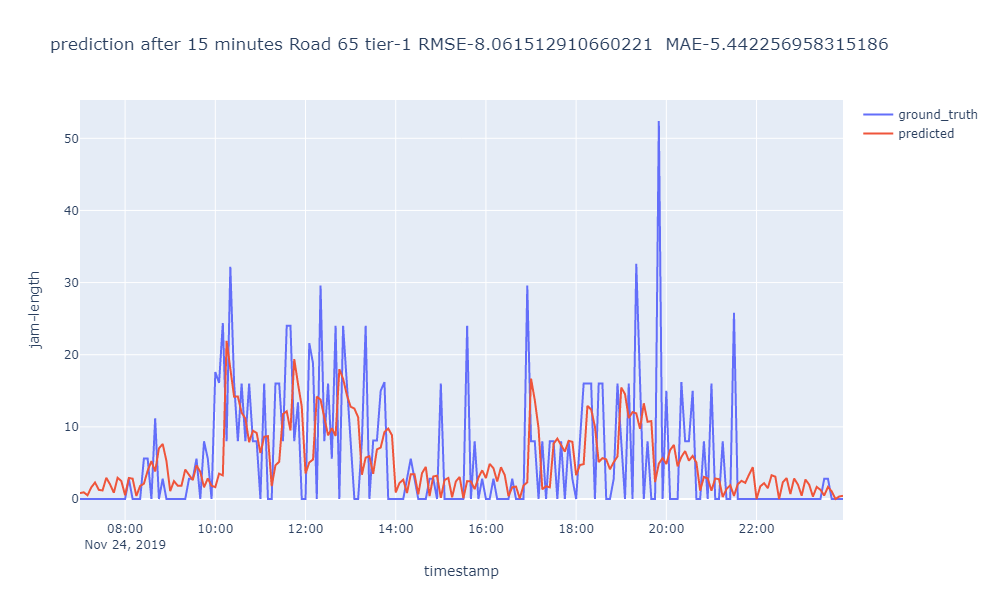 prediction after 15 minutes Road 65 tier-1 RMSE-8.061512910660221  MAE-5.442256958315186
ground_truth
predicted
50
40
30
20
10
0
jam-length
08:00 10:00 12:00 14:00 16:00 18:00 20:00 22:00
Nov 24, 2019
timestamp